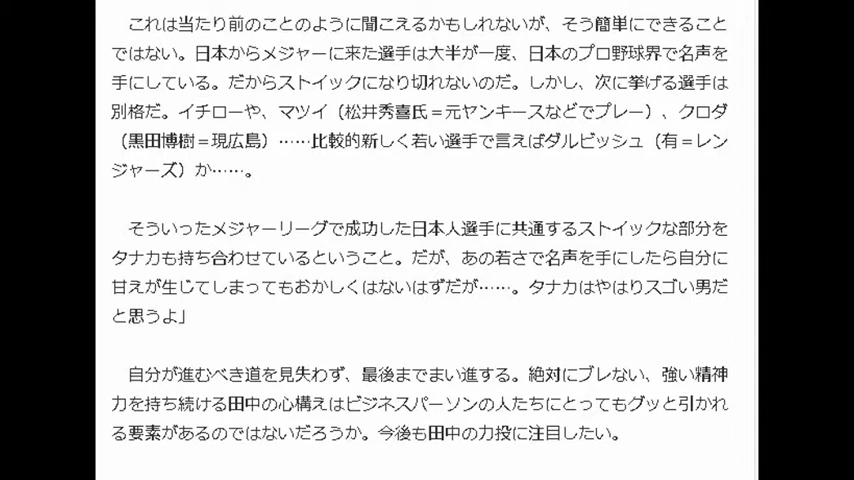 これは当たり前のことのように聞こえるかもしれないが、そう簡単にできること
ではない。日本からメジャーに来た選手は大半が一度、日本のプロ野球界で名声を
手にしている。だからストイックになり切れないのだ。しかし、次に挙げる選手は
別格だ。イチローや、マツイ（松井秀喜氏＝元ヤンキースなどでプレー）、クロダ
（黒田博樹＝現広島）……比較的新しく若い選手で言えばダルビッシュ（有＝レン
ジャーズ）か……。
そういったメジャーリーグで成功した日本人選手に共通するストイックな部分を
タナカも持ち合わせているということ。だが、あの若さで名声を手にしたら自分に
甘えが生じてしまってもおかしくはないはずだが……。タナカはやはりスゴい男だ
と思うよ」
自分が進むべき道を見失わず、最後までまい進する。絶対にブレない、強い精神
力を持ち続ける田中の心構えはビジネスパーソンの人たちにとってもグッと引かれ
る要素があるのではないだろうか。今後も田中の力投に注目したい。